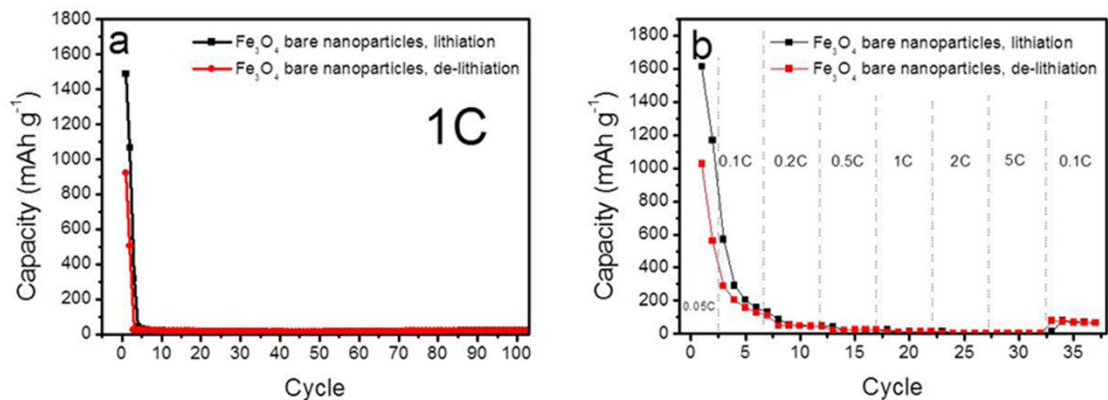 a
Fe₃O₄ bare nanoparticles, lithiation
Fe₃O₄ bare nanoparticles, de-lithiation
1C
1800
1600
1400
1200
1000
800
600
400
200
0
Capacity (mAh g⁻¹)
0 10 20 30 40 50 60 70 80 90 100
Cycle
b
Fe₃O₄ bare nanoparticles, lithiation
Fe₃O₄ bare nanoparticles, de-lithiation
0.1C 0.2C 0.5C 1C 2C 5C 0.1C
0.05C
1800
1600
1400
1200
1000
800
600
400
200
0
Capacity (mAh g⁻¹)
0 5 10 15 20 25 30 35
Cycle